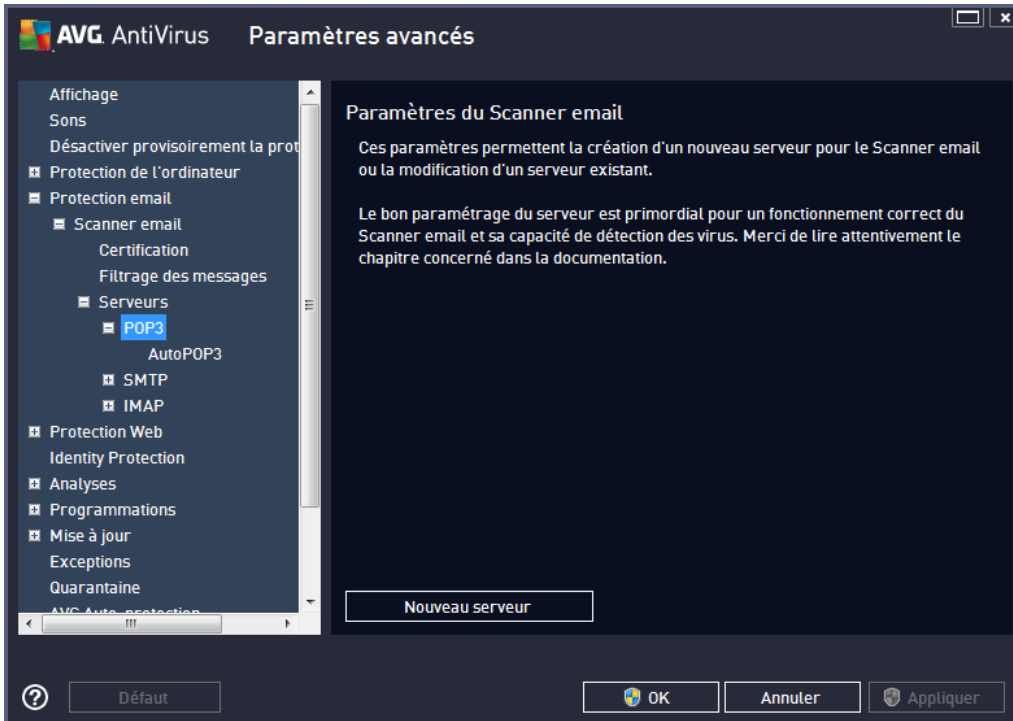 AVG. AntiVirus Paramètres avancés
Affichage
Sons
Désactiver provisoirement la prot
Protection de l'ordinateur
Protection email
Scanner email
Certification
Filtrage des messages
Serveurs
POP3
AutoPOP3
SMTP
IMAP
Protection Web
Identity Protection
Analyses
Programmations
Mise à jour
Exceptions
Quarantaine
AVG Auto-protection
Paramètres du Scanner email
Ces paramètres permettent la création d'un nouveau serveur pour le Scanner email
ou la modification d'un serveur existant.
Le bon paramétrage du serveur est primordial pour un fonctionnement correct du
Scanner email et sa capacité de détection des virus. Merci de lire attentivement le
chapitre concerné dans la documentation.
Nouveau serveur
Défaut
OK
Annuler
Appliquer